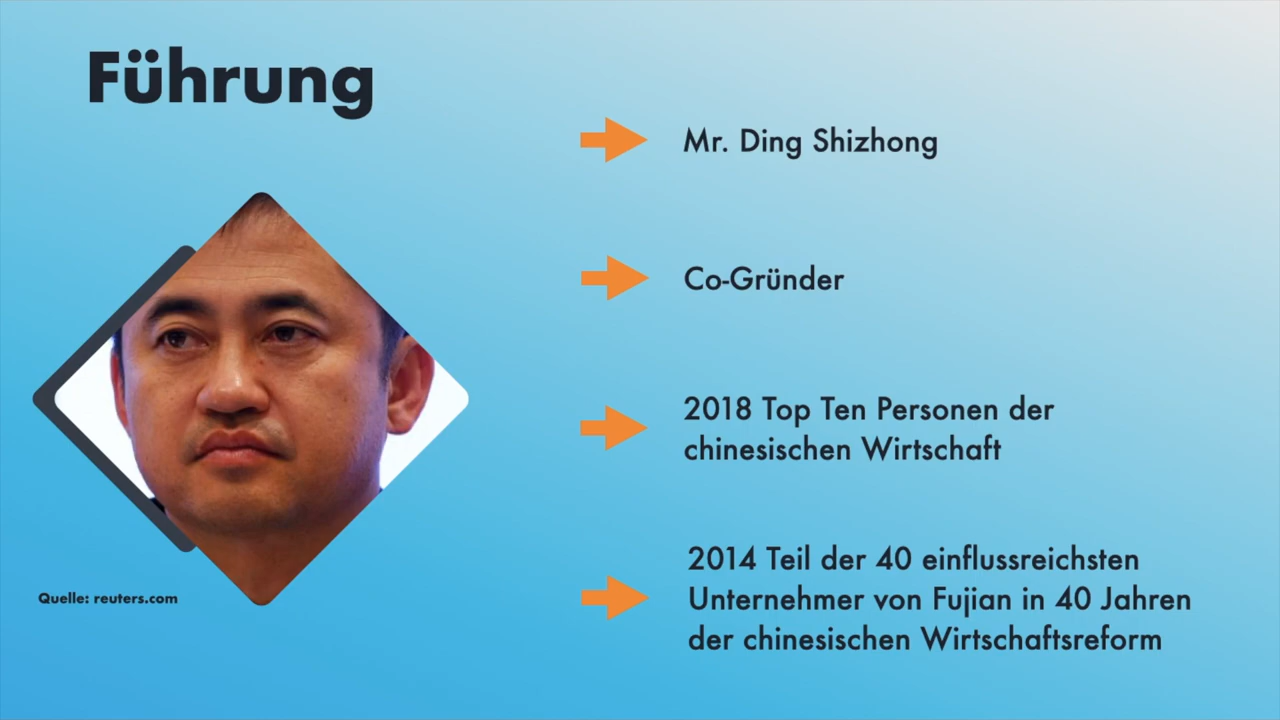 Führung
Mr. Ding Shizhong
Co-Gründer
2018 Top Ten Personen der
chinesischen Wirtschaft
2014 Teil der 40 einflussreichsten
Unternehmer von Fujian in 40 Jahren
der chinesischen Wirtschaftsreform
Quelle: reuters.com